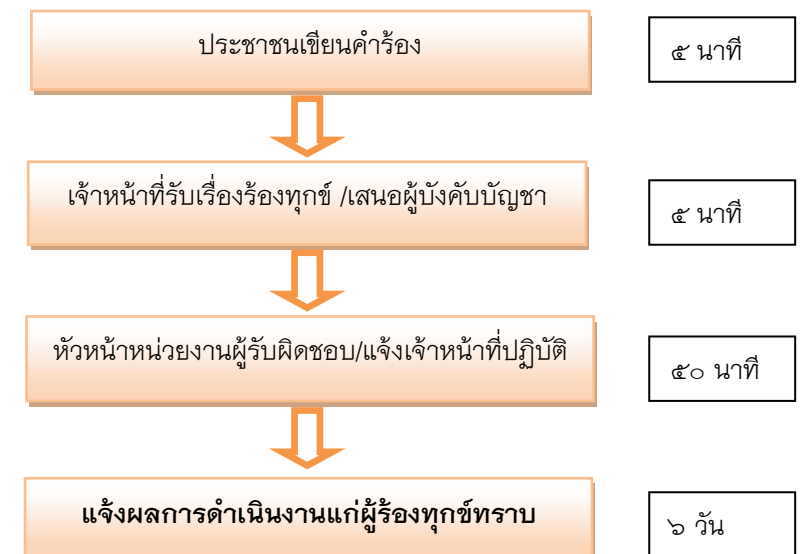 ประชาชนเขียนคำร้อง
๕ นาที
เจ้าหน้าที่รับเรื่องร้องทุกข์ /เสนอผู้บังคับบัญชา
๕ นาที
หัวหน้าหน่วยงานผู้รับผิดชอบ/แจ้งเจ้าหน้าที่ปฏิบัติ
๕๐ นาที
แจ้งผลการดำเนินงานแก่ผู้ร้องทุกข์ทราบ
๖ วัน